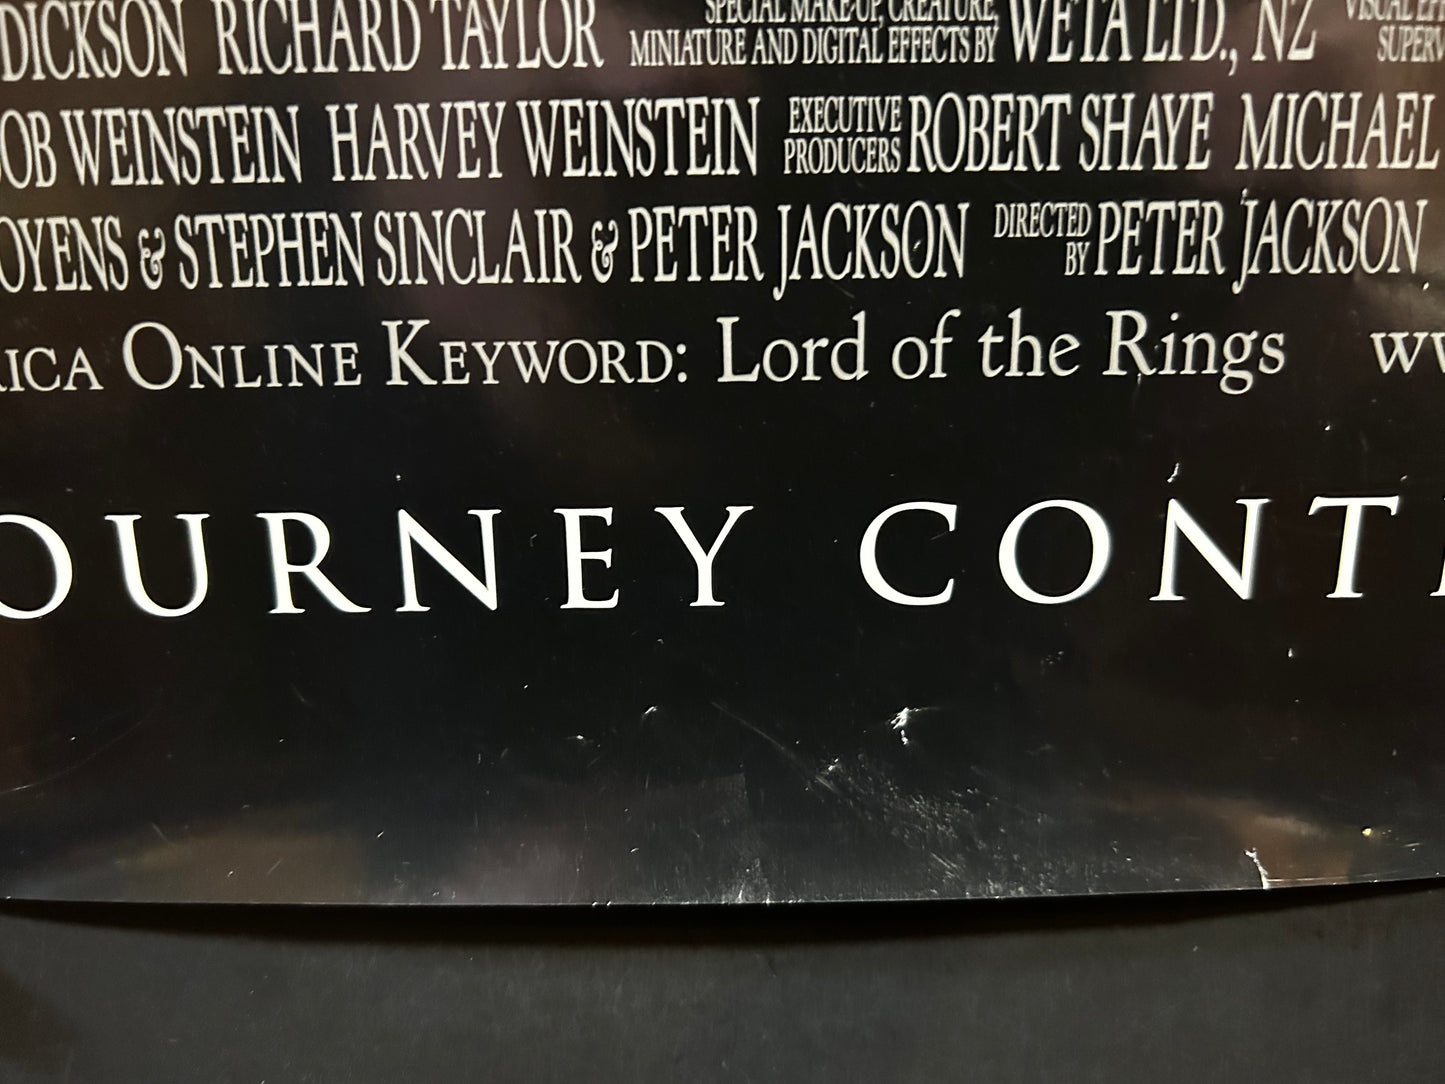 DICKSON RICHARD TAYLOR SPECIAL MAKE-UP, CREATURE, MINIATURE AND DIGITAL EFFECTS BY WETA LTD., NZ
OB WEINSTEIN HARVEY WEINSTEIN EXECUTIVE PRODUCERS ROBERT SHAYE MICHAEL
OYENS & STEPHEN SINCLAIR & PETER JACKSON DIRECTED BY PETER JACKSON
RICA ONLINE KEYWORD: Lord of the Rings
OURNEY CONT